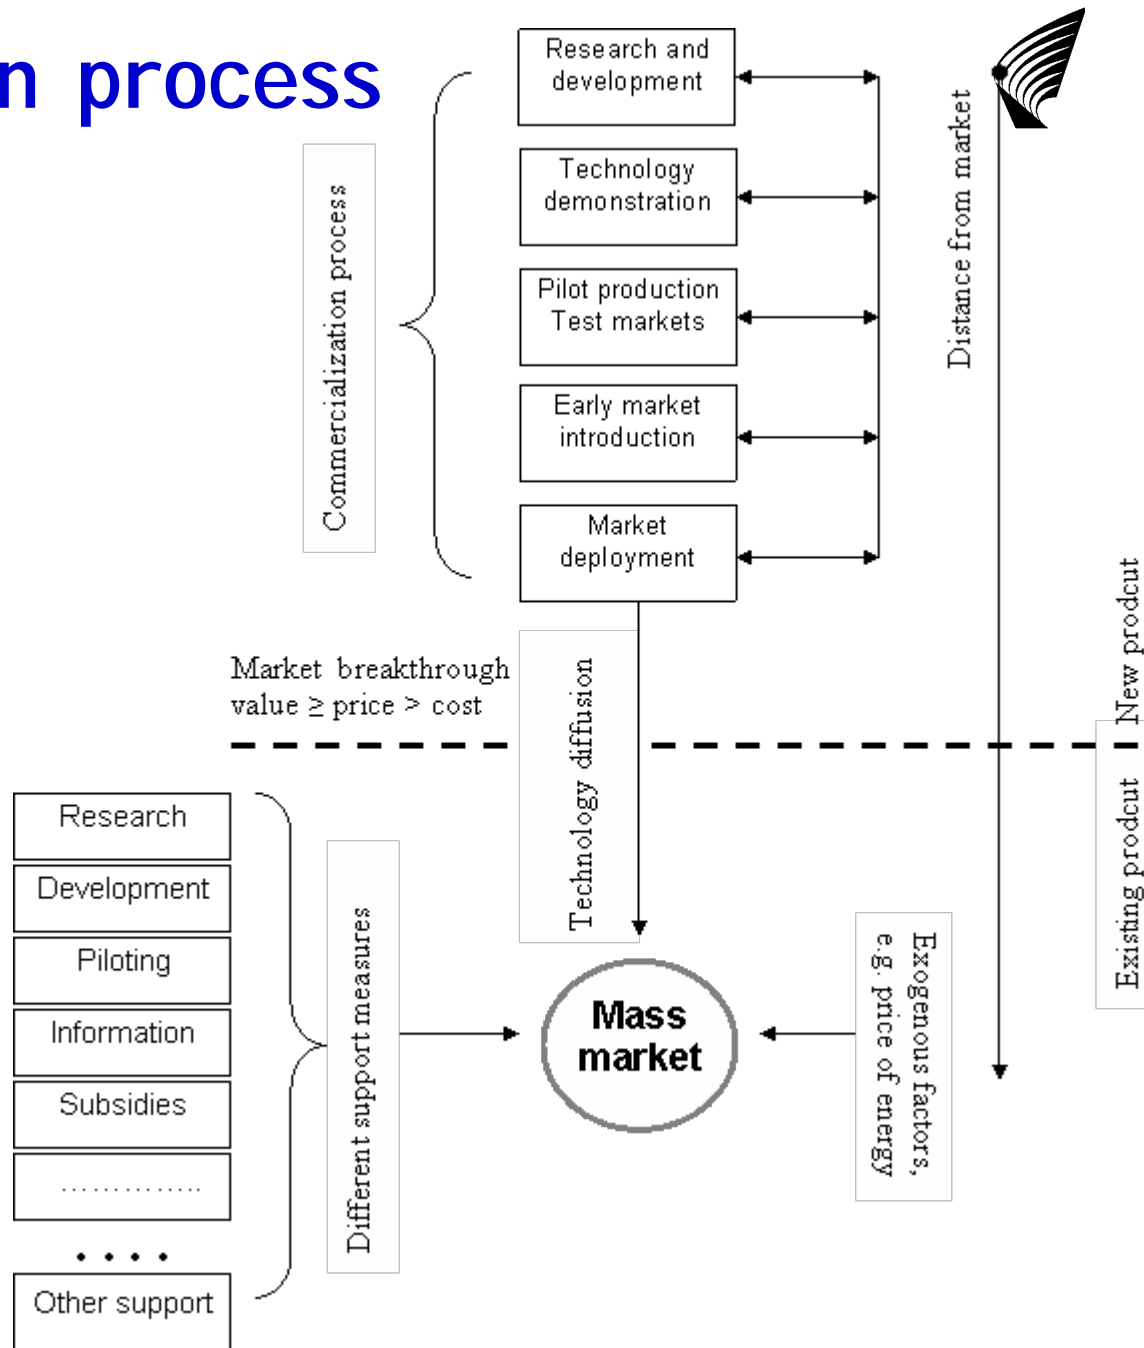 n process
Research and
development
Technology
demonstration
Pilot production
Test markets
Early market
introduction
Market
deployment
Commercialization process
Distance from market
New prodcut
Existing prodcut
Market breakthrough
value ≥ price > cost
Technology diffusion
Research
Development
Piloting
Information
Subsidies
…………..
• • • •
Other support
Different support measures
Mass
market
Exogenous factors,
e.g. price of energy